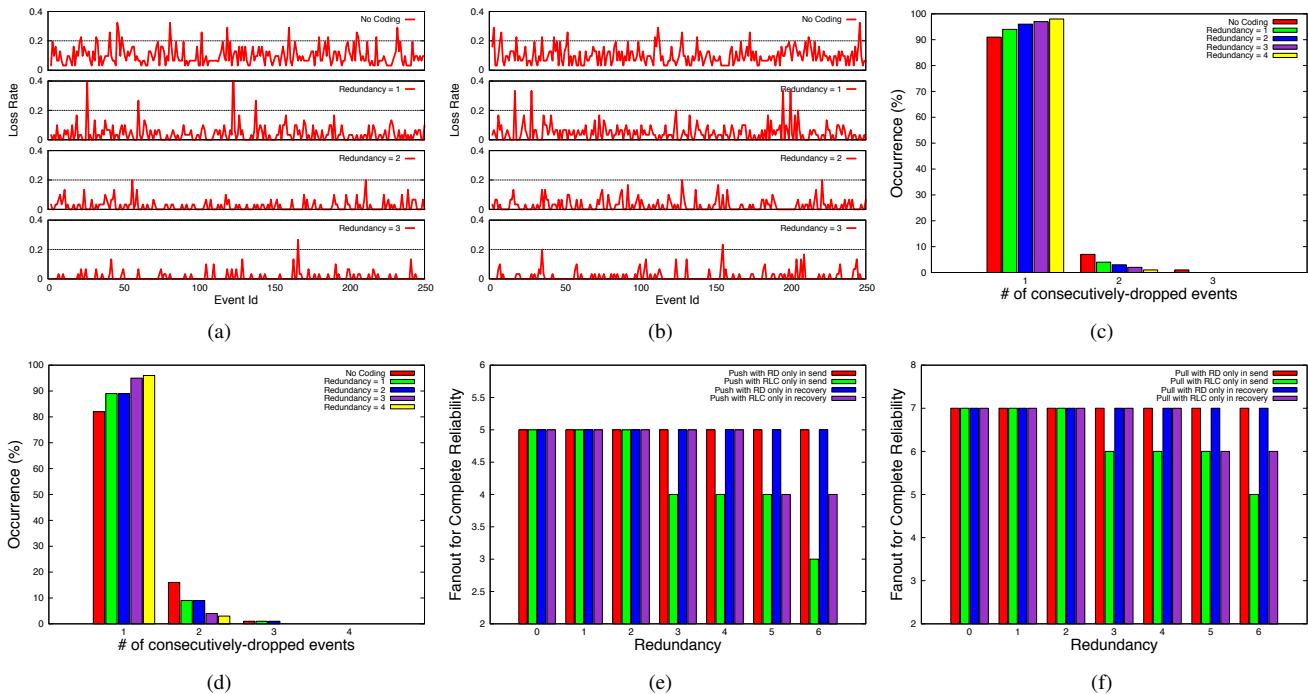 No Coding
0.4
0.2
0
Redundancy = 1
0.4
0.2
0
Redundancy = 2
0.4
0.2
0
Redundancy = 3
0.4
0.2
0
Loss Rate
0 50 100 150 200 250
Event Id
(a)
No Coding
0.4
0.2
0
Redundancy = 1
0.4
0.2
0
Redundancy = 2
0.4
0.2
0
Redundancy = 3
0.4
0.2
0
Loss Rate
0 50 100 150 200 250
Event Id
(b)
No Coding
Redundancy = 1
Redundancy = 2
Redundancy = 3
Redundancy = 4
100
90
80
70
60
50
40
30
20
10
0
Occurrence (%)
1 2 3
# of consecutively-dropped events
(c)
No Coding
Redundancy = 1
Redundancy = 2
Redundancy = 3
Redundancy = 4
100
90
80
70
60
50
40
30
20
10
0
Occurrence (%)
1 2 3 4
# of consecutively-dropped events
(d)
Push with RD only in send
Push with RLC only in send
Push with RD only in recovery
Push with RLC only in recovery
6
5.5
5
4.5
4
3.5
3
2.5
2
Fanout for Complete Reliability
0 1 2 3 4 5 6
Redundancy
(e)
Pull with RD only in send
Pull with RLC only in send
Pull with RD only in recovery
Pull with RLC only in recovery
8
7
6
5
4
3
2
Fanout for Complete Reliability
0 1 2 3 4 5 6
Redundancy
(f)